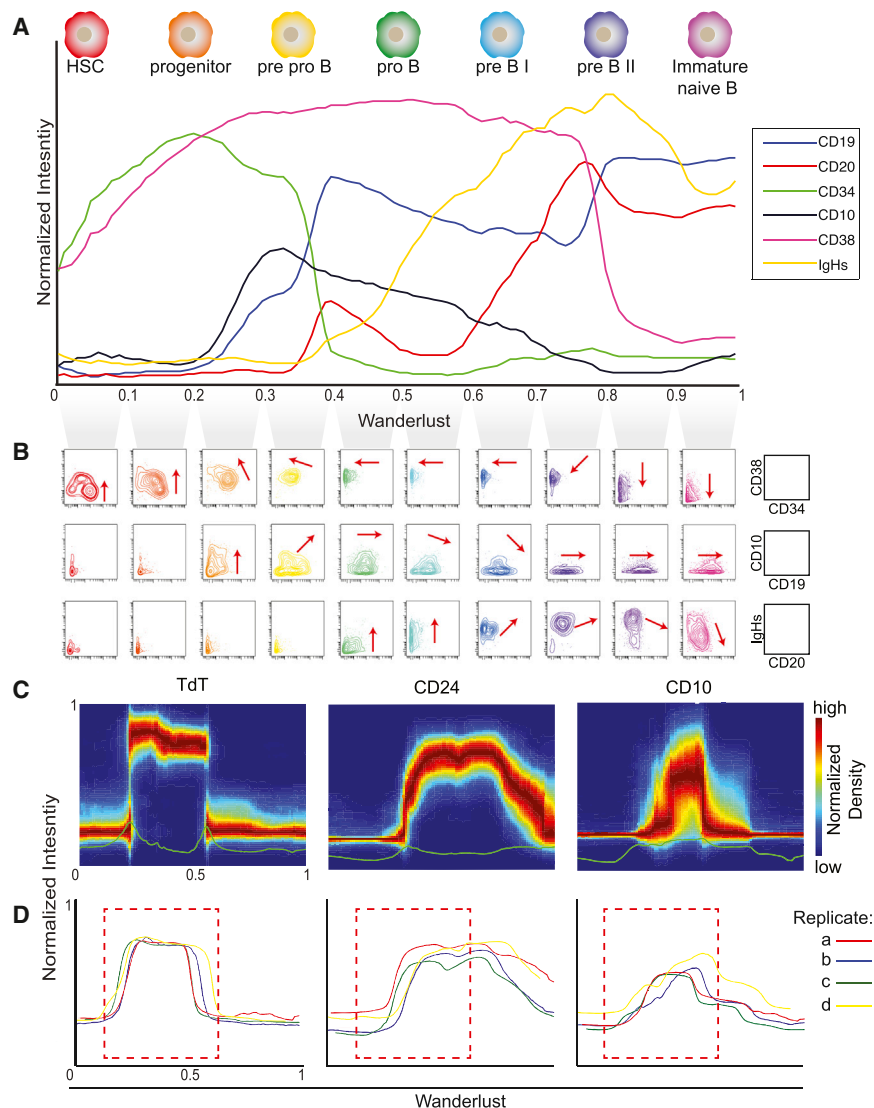 A
HSC
progenitor
pre pro B
pro B
pre B I
pre B II
Immature
naive B
Normalized Intesntiy
CD19
CD20
CD34
CD10
CD38
IgHs
0 0.1 0.2 0.3 0.4 0.5 0.6 0.7 0.8 0.9 1
Wanderlust
B
CD38
CD34
CD10
CD19
IgHs
CD20
C
TdT
CD24
CD10
1
Normalized Intesntiy
0 0.5 1
high
Normalized
Density
low
D
1
0 0.5 1
Replicate:
a
b
c
d
Wanderlust